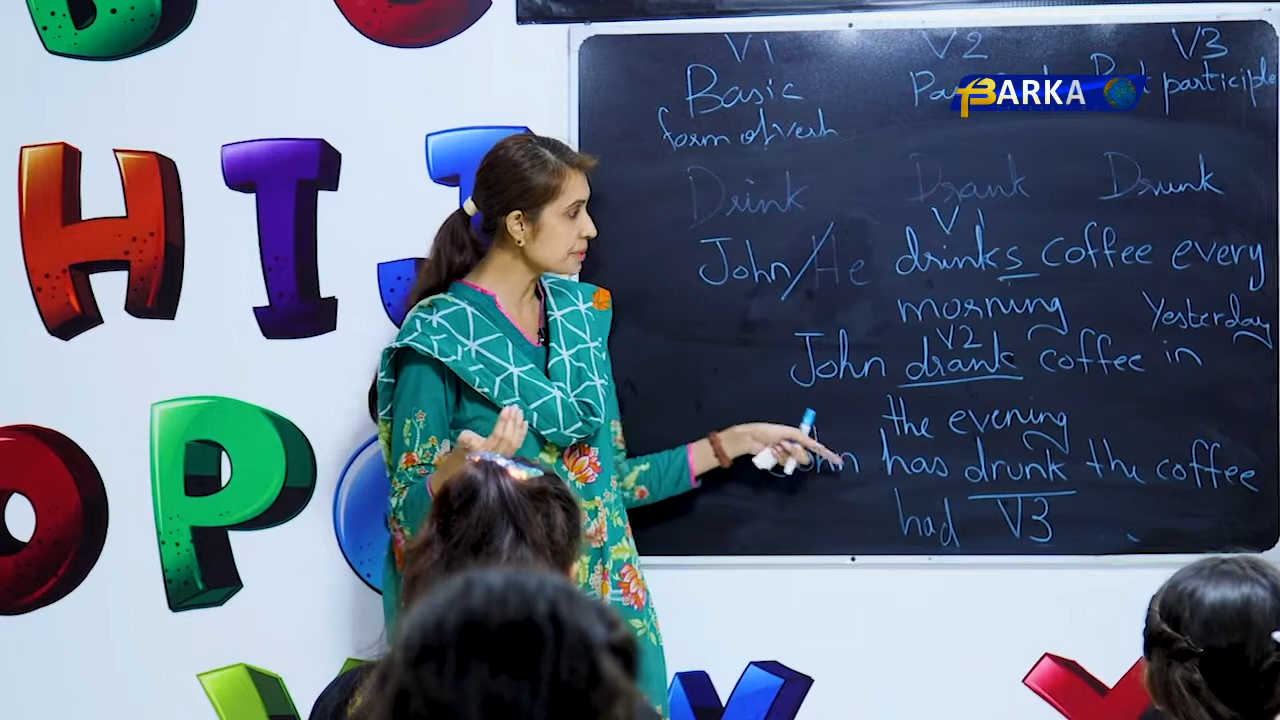 V1 V2 V3
Basic participle
form of verb
Drink Drank Drunk
V1
John/He drinks coffee every
morning Yesterday
V2
John drank coffee in
the evening
John has drunk the coffee
had V3
BARKA
H I J
O P